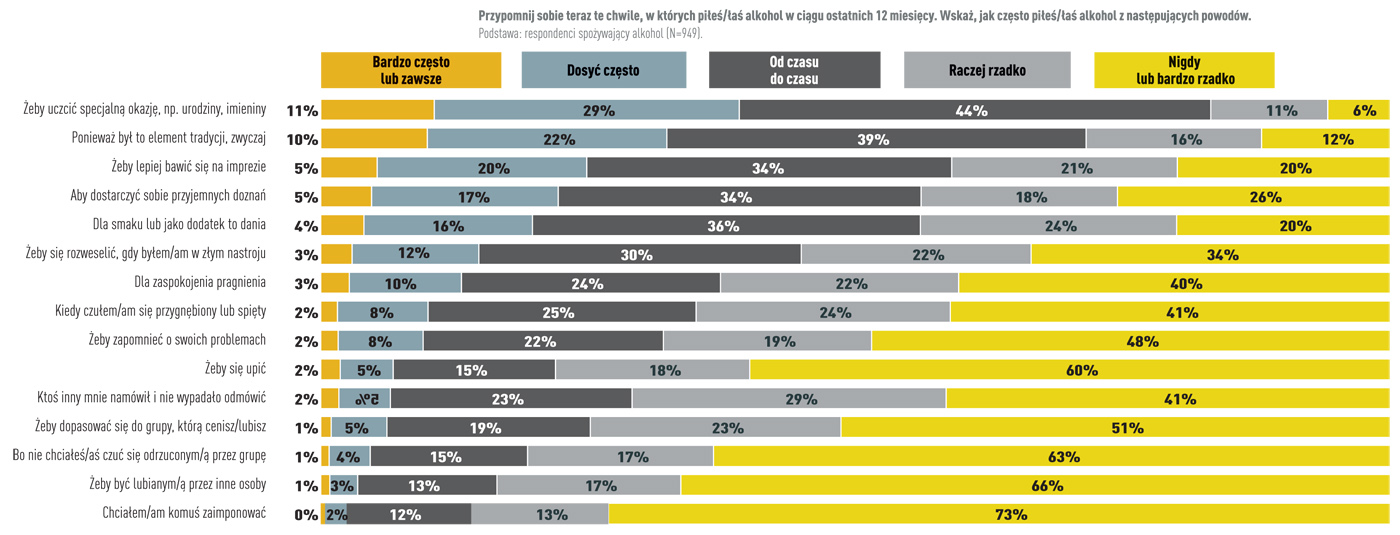 Przypomnij sobie teraz te chwile, w których piłeś/łaś alkohol w ciągu ostatnich 12 miesięcy. Wskaż, jak często piłeś/łaś alkohol z następujących powodów.
Podstawa: respondenci spożywający alkohol (N=949).
Bardzo często
lub zawsze
Dosyć często
Od czasu
do czasu
Raczej rzadko
Nigdy
lub bardzo rzadko
Żeby uczcić specjalną okazję, np. urodziny, imieniny 11% 29% 44% 11% 6%
Ponieważ był to element tradycji, zwyczaj 10% 22% 39% 16% 12%
Żeby lepiej bawić się na imprezie 5% 20% 34% 21% 20%
Aby dostarczyć sobie przyjemnych doznań 5% 17% 34% 18% 26%
Dla smaku lub jako dodatek to dania 4% 16% 36% 24% 20%
Żeby się rozweselić, gdy byłem/am w złym nastroju 3% 12% 30% 22% 34%
Dla zaspokojenia pragnienia 3% 10% 24% 22% 40%
Kiedy czułem/am się przygnębiony lub spięty 2% 8% 25% 24% 41%
Żeby zapomnieć o swoich problemach 2% 8% 22% 19% 48%
Żeby się upić 2% 5% 15% 18% 60%
Ktoś inny mnie namówił i nie wypadało odmówić 2% 5% 23% 29% 41%
Żeby dopasować się do grupy, którą cenisz/lubisz 1% 5% 19% 23% 51%
Bo nie chciałeś/aś czuć się odrzuconym/ą przez grupę 1% 4% 15% 17% 63%
Żeby być lubianym/ą przez inne osoby 1% 3% 13% 17% 66%
Chciałem/am komuś zaimponować 0% 2% 12% 13% 73%